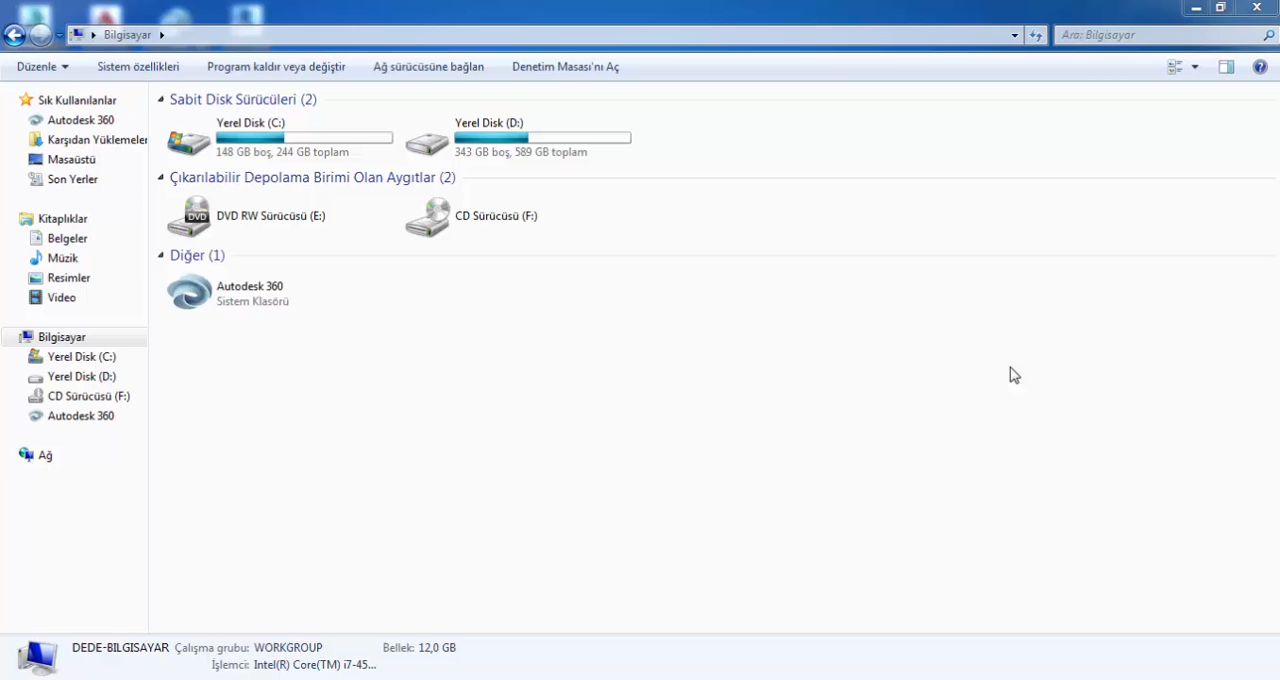 Bilgisayar
Ara: Bilgisayar
Düzenle
Sistem özellikleri
Program kaldır veya değiştir
Ağ sürücüsüne bağlan
Denetim Masası'nı Aç
Sık Kullanılanlar
Autodesk 360
Karşıdan Yüklemeler
Masaüstü
Son Yerler
Kitaplıklar
Belgeler
Müzik
Resimler
Video
Bilgisayar
Yerel Disk (C:)
Yerel Disk (D:)
CD Sürücüsü (F:)
Autodesk 360
Ağ
Sabit Disk Sürücüleri (2)
Yerel Disk (C:)
148 GB boş, 244 GB toplam
Yerel Disk (D:)
343 GB boş, 589 GB toplam
Çıkarılabilir Depolama Birimi Olan Aygıtlar (2)
DVD
DVD RW Sürücüsü (E:)
CD Sürücüsü (F:)
Diğer (1)
Autodesk 360
Sistem Klasörü
DEDE-BILGISAYAR Çalışma grubu: WORKGROUP Bellek: 12,0 GB
İşlemci: Intel(R) Core(TM) i7-45...